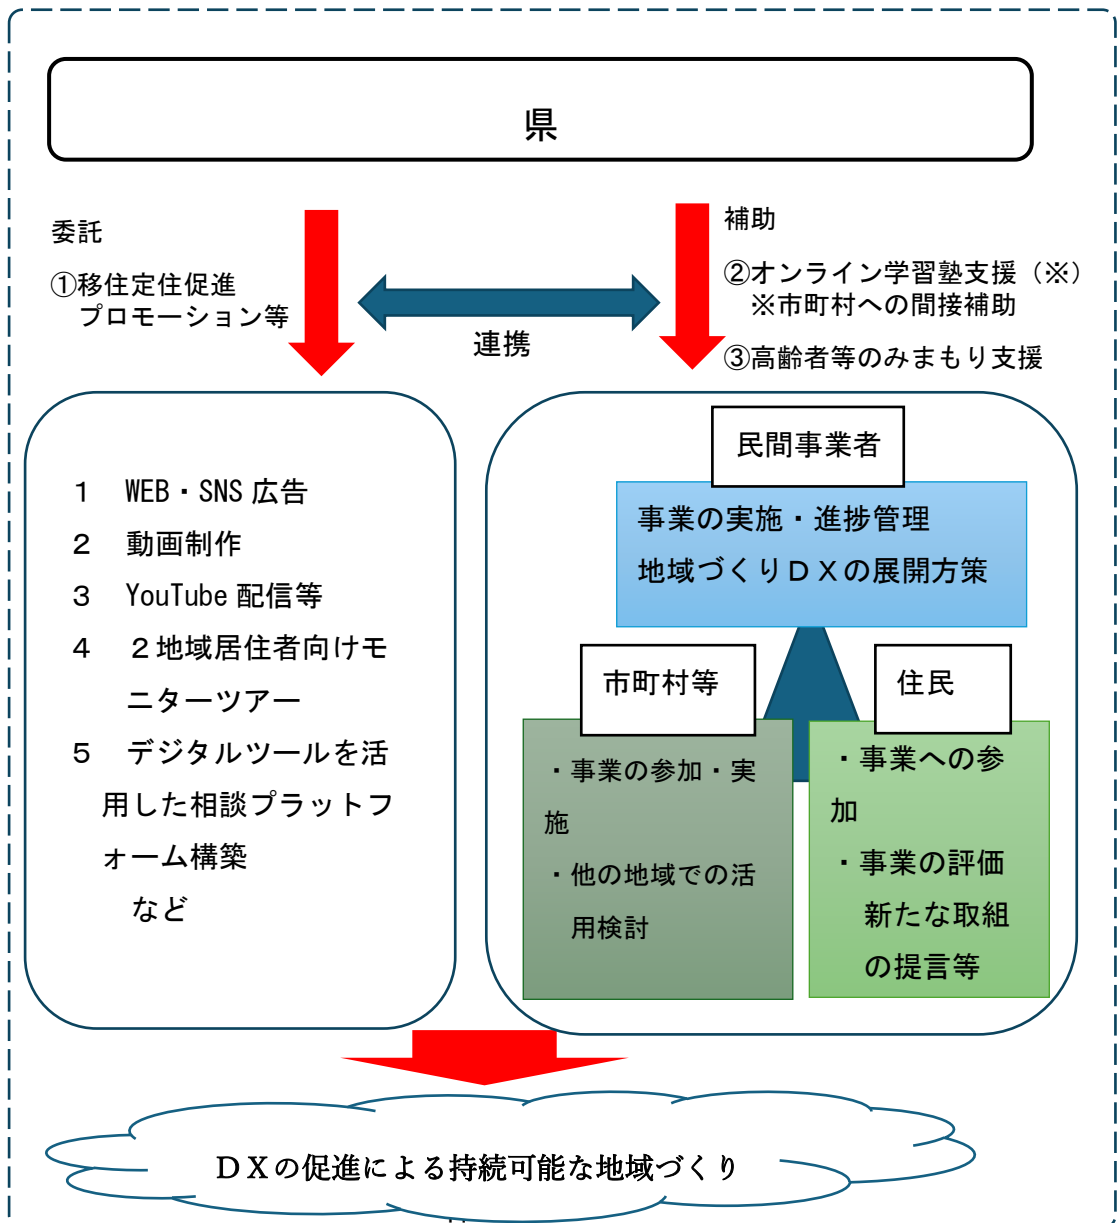 県
委託
①移住定住促進
プロモーション等
連携
補助
②オンライン学習塾支援（※）
※市町村への間接補助
③高齢者等のみまもり支援
1　WEB・SNS 広告
2　動画制作
3　YouTube 配信等
4　２地域居住者向けモ
ニターツアー
5　デジタルツールを活
用した相談プラットフ
ォーム構築
など
民間事業者
事業の実施・進捗管理
地域づくりＤＸの展開方策
市町村等
・事業の参加・実
施
・他の地域での活
用検討
住民
・事業への参
加
・事業の評価
新たな取組
の提言等
ＤＸの促進による持続可能な地域づくり